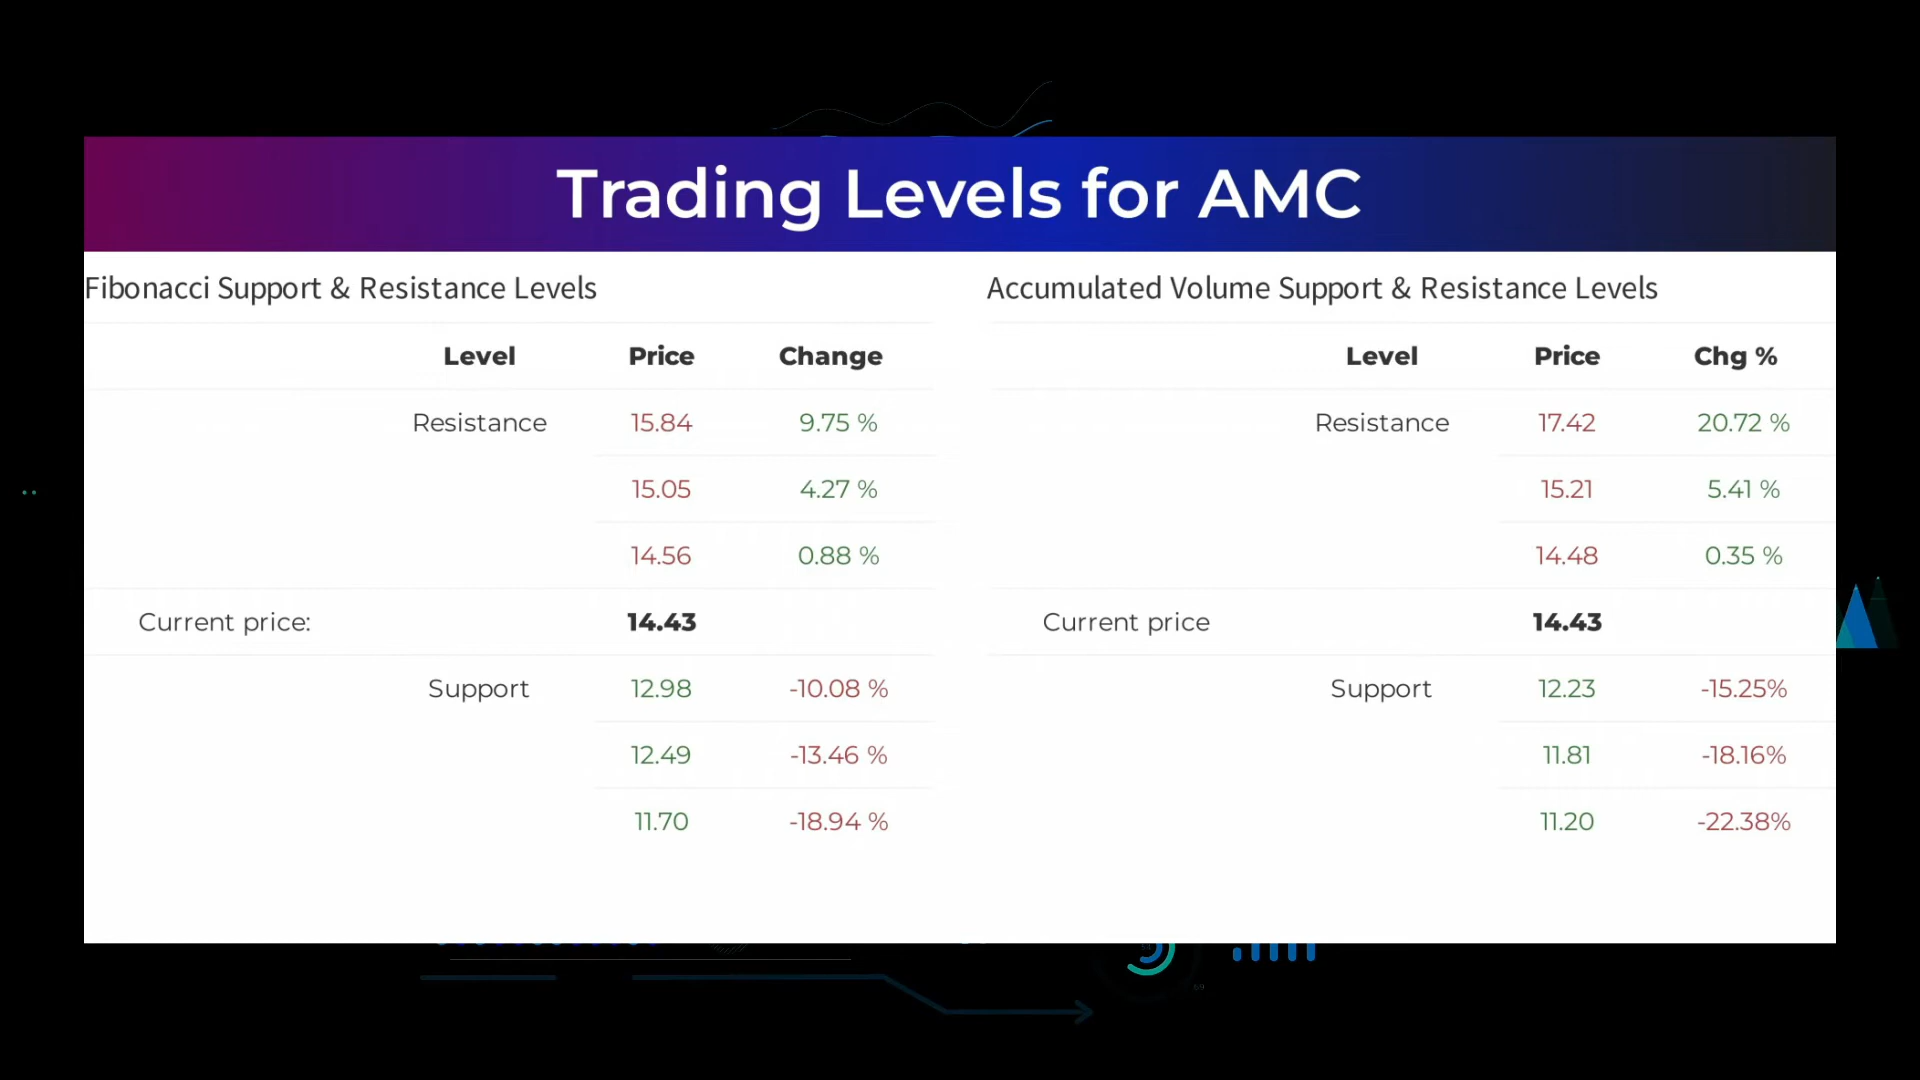 Trading Levels for AMC
Fibonacci Support & Resistance Levels
Level Price Change
Resistance 15.84 9.75 %
15.05 4.27 %
14.56 0.88 %
Current price: 14.43
Support 12.98 -10.08 %
12.49 -13.46 %
11.70 -18.94 %
Accumulated Volume Support & Resistance Levels
Level Price Chg %
Resistance 17.42 20.72 %
15.21 5.41 %
14.48 0.35 %
Current price 14.43
Support 12.23 -15.25%
11.81 -18.16%
11.20 -22.38%